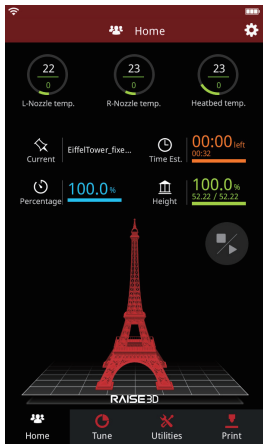 Home
22
0
23
0
23
0
L-Nozzle temp.
R-Nozzle temp.
Heatbed temp.
Current
EiffelTower_fixe...
Time Est.
00:00 left
00:32
Percentage
100.0 %
Height
100.0 %
52.22 / 52.22
RAISE3D
Home
Tune
Utilities
Print